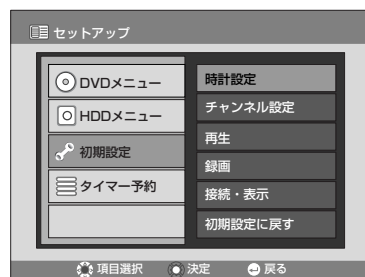 セットアップ
DVDメニュー
HDDメニュー
初期設定
タイマー予約
時計設定
チャンネル設定
再生
録画
接続・表示
初期設定に戻す
項目選択 決定 戻る